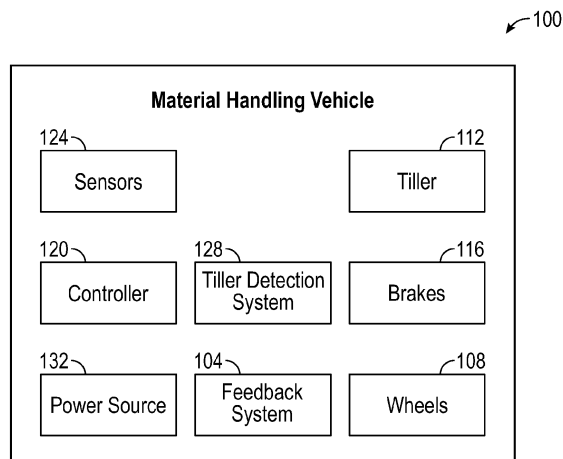 100
Material Handling Vehicle
124
112
Sensors
Tiller
120
128
116
Controller
Tiller Detection
System
Brakes
132
104
108
Power Source
Feedback
System
Wheels